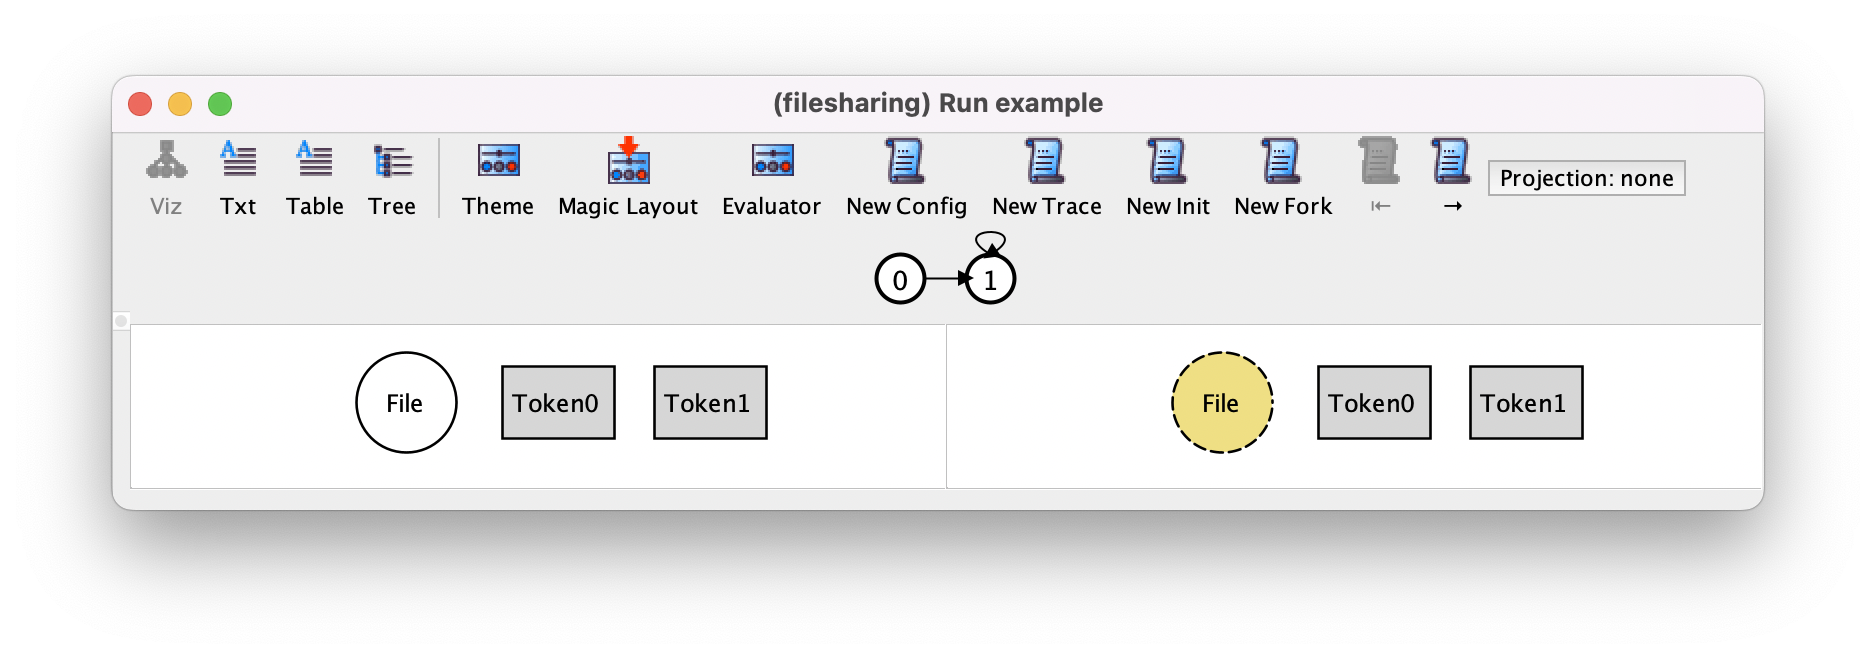 (filesharing) Run example
Viz Txt Table Tree Theme Magic Layout Evaluator New Config New Trace New Init New Fork ⇤ → Projection: none
0 1
File Token0 Token1 File Token0 Token1